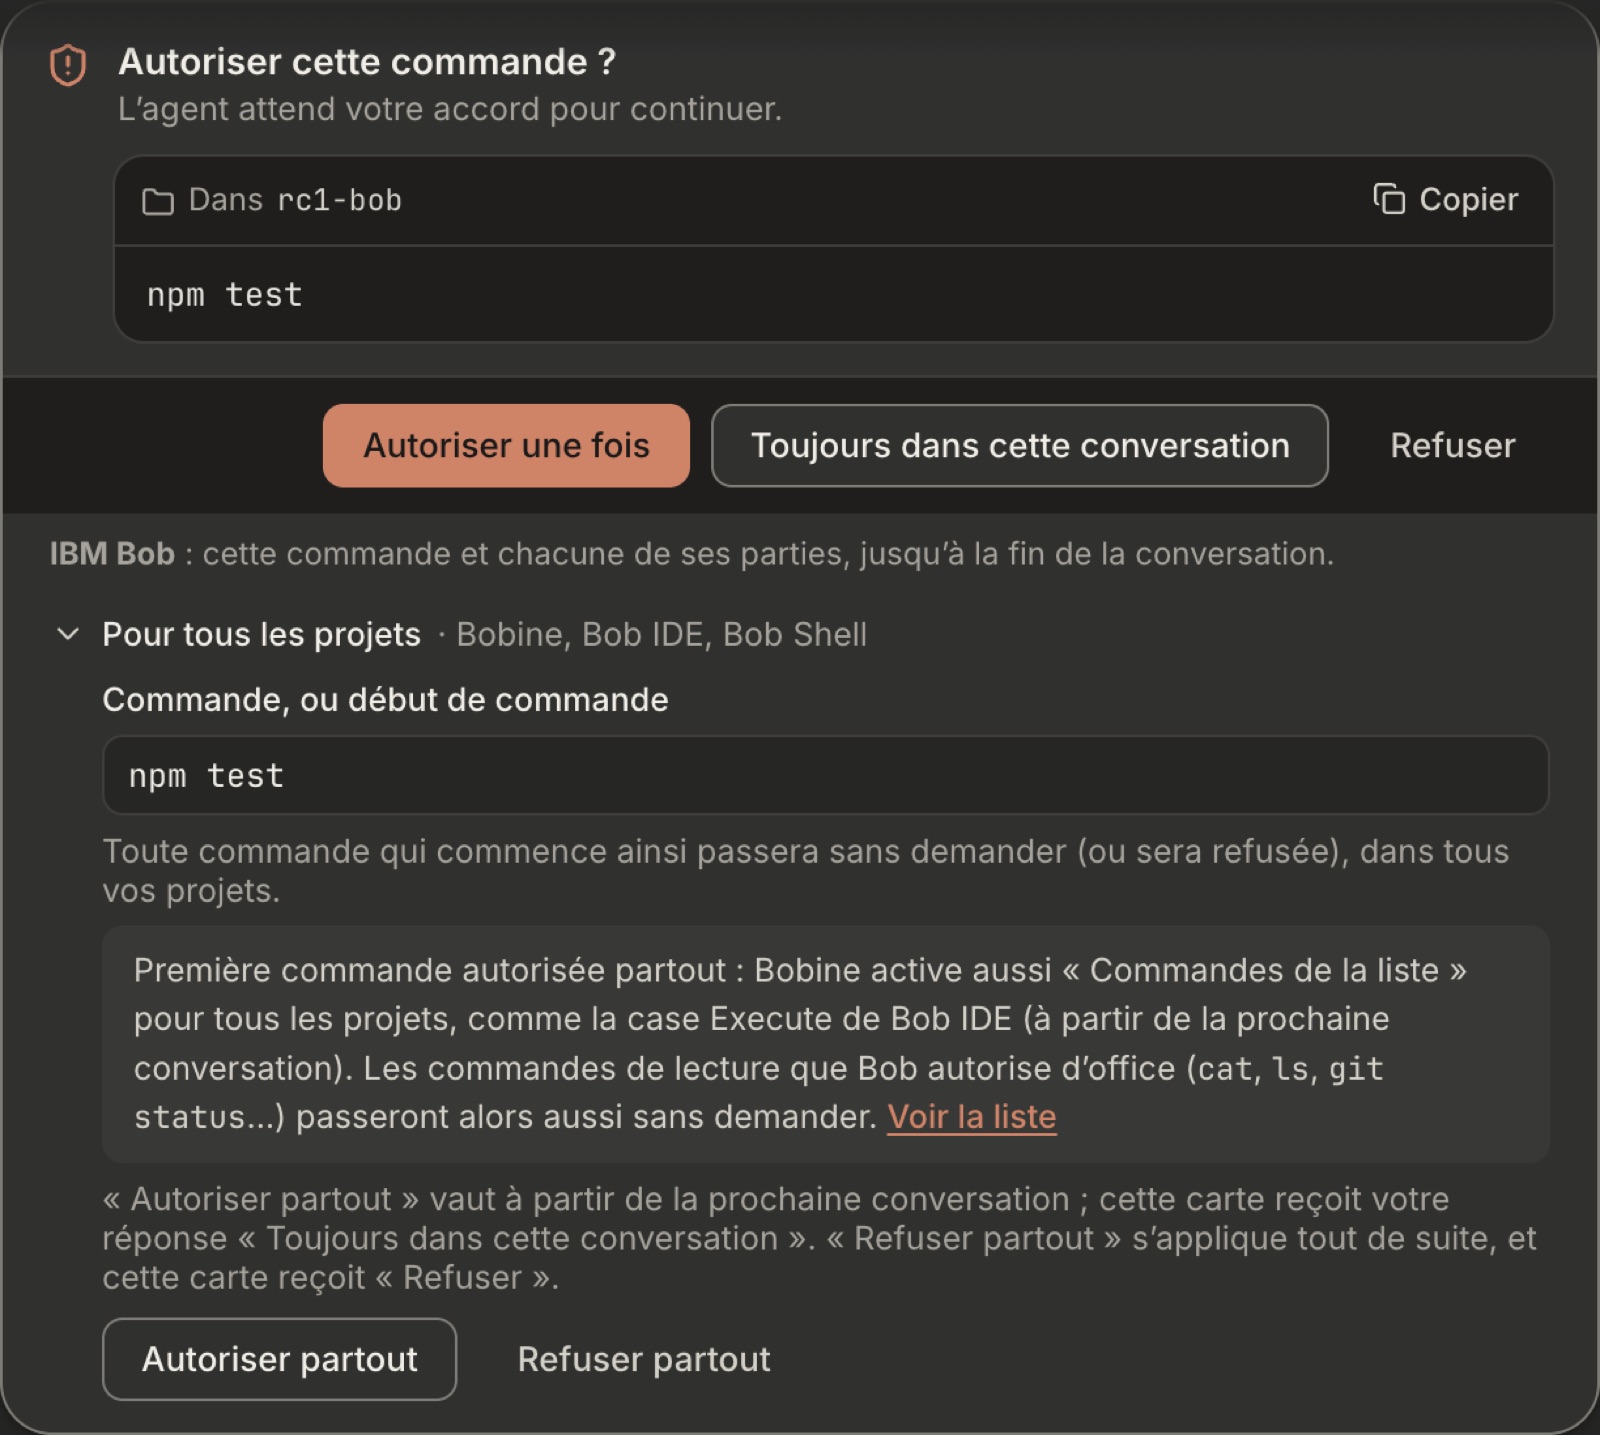 Autoriser cette commande ?
L’agent attend votre accord pour continuer.
Dans rc1-bob
Copier
npm test
Autoriser une fois
Toujours dans cette conversation
Refuser
IBM Bob : cette commande et chacune de ses parties, jusqu’à la fin de la conversation.
Pour tous les projets · Bobine, Bob IDE, Bob Shell
Commande, ou début de commande
npm test
Toute commande qui commence ainsi passera sans demander (ou sera refusée), dans tous
vos projets.
Première commande autorisée partout : Bobine active aussi « Commandes de la liste »
pour tous les projets, comme la case Execute de Bob IDE (à partir de la prochaine
conversation). Les commandes de lecture que Bob autorise d’office (cat, ls, git
status…) passeront alors aussi sans demander. Voir la liste
« Autoriser partout » vaut à partir de la prochaine conversation ; cette carte reçoit votre
réponse « Toujours dans cette conversation ». « Refuser partout » s’applique tout de suite, et
cette carte reçoit « Refuser ».
Autoriser partout
Refuser partout